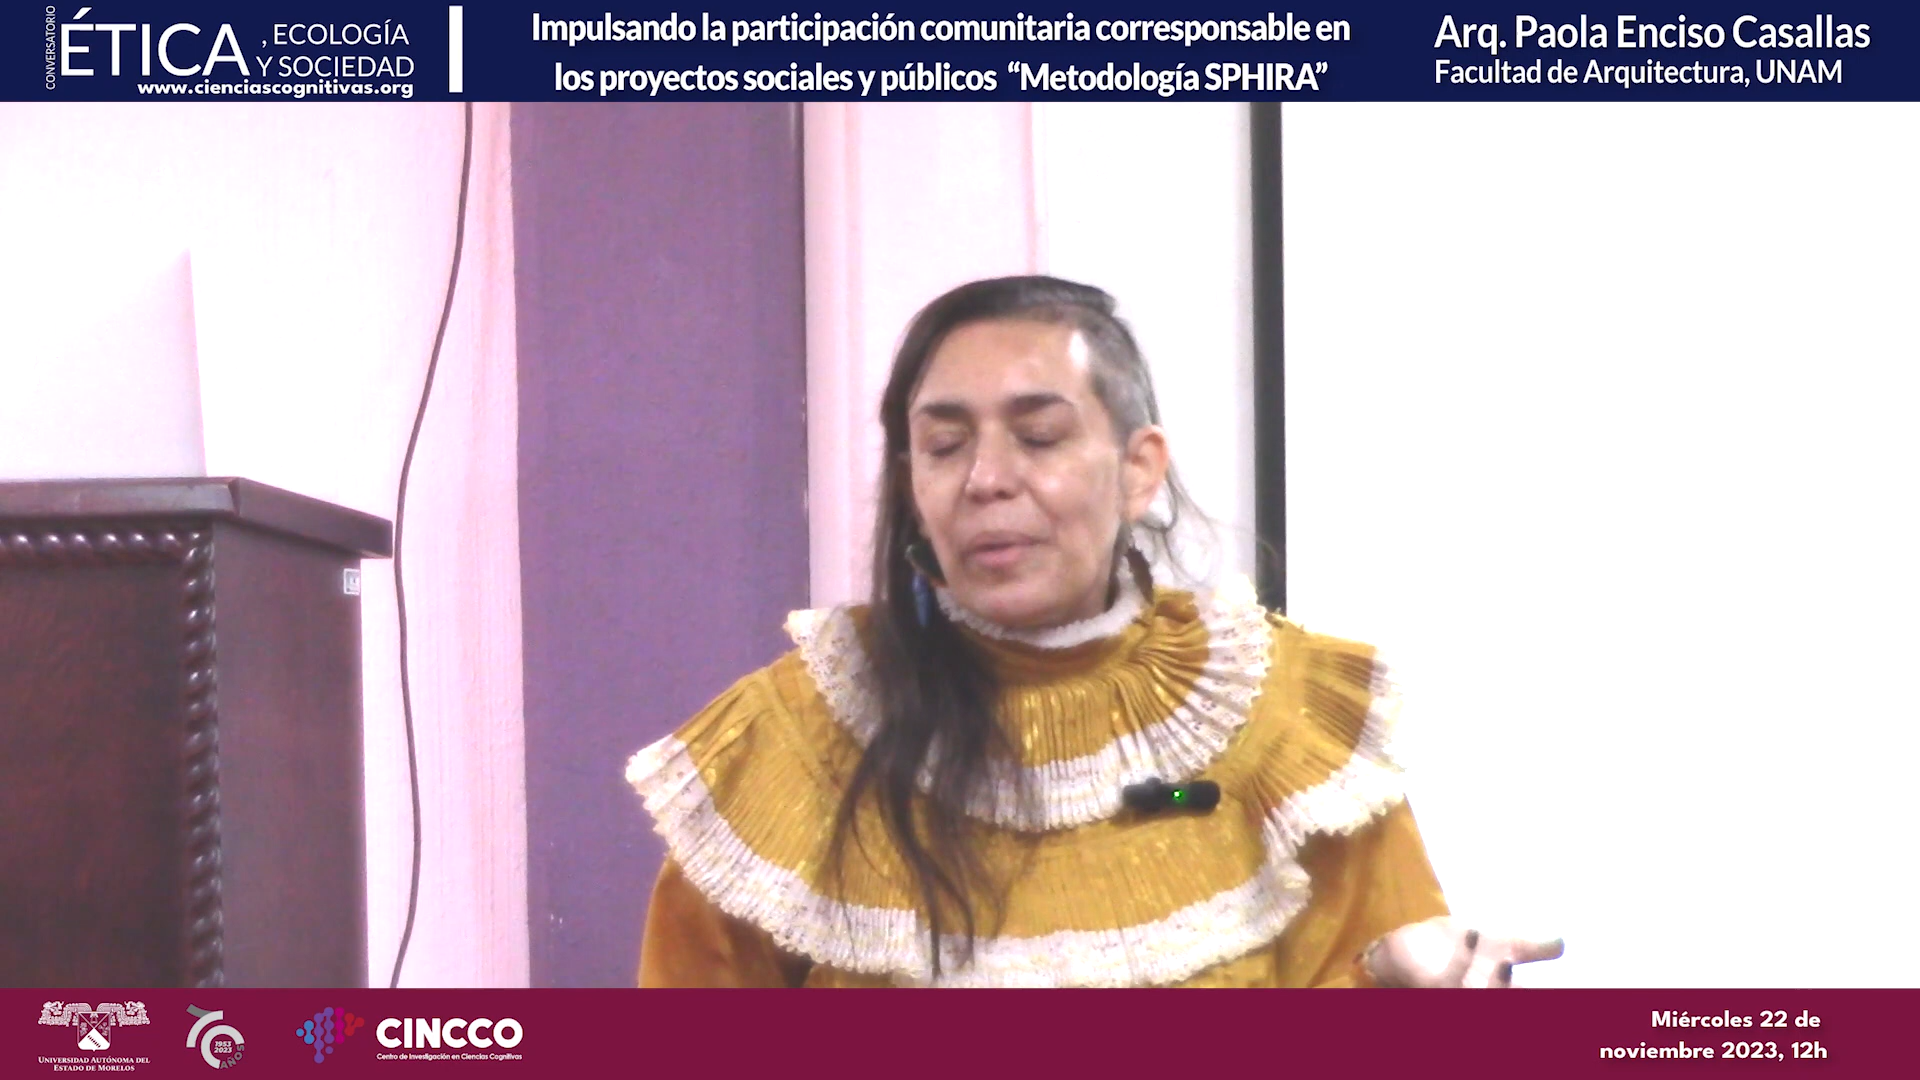 CONVERSATORIO
ÉTICA, ECOLOGÍA
Y SOCIEDAD
www.cienciascognitivas.org
Impulsando la participación comunitaria corresponsable en
los proyectos sociales y públicos “Metodología SPHIRA”
Arq. Paola Enciso Casallas
Facultad de Arquitectura, UNAM
UNIVERSIDAD AUTÓNOMA DEL
ESTADO DE MORELOS
70
1953
2023
AÑOS
CINCCO
Centro de Investigación en Ciencias Cognitivas
Miércoles 22 de
noviembre 2023, 12h